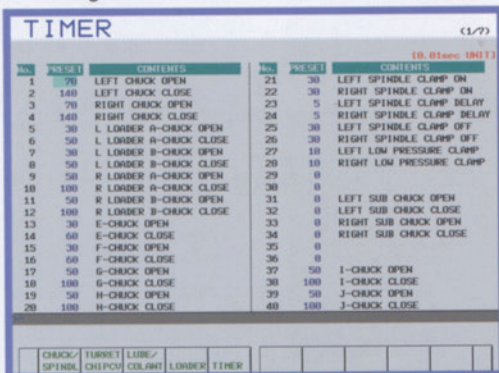 TIMER (1/7)
[0.01sec UNIT]
No. PRESET CONTENTS
1 70 LEFT CHUCK OPEN
2 140 LEFT CHUCK CLOSE
3 70 RIGHT CHUCK OPEN
4 140 RIGHT CHUCK CLOSE
5 30 L LOADER A-CHUCK OPEN
6 50 L LOADER A-CHUCK CLOSE
7 30 L LOADER B-CHUCK OPEN
8 50 L LOADER B-CHUCK CLOSE
9 50 R LOADER A-CHUCK OPEN
10 100 R LOADER A-CHUCK CLOSE
11 50 R LOADER B-CHUCK OPEN
12 100 R LOADER B-CHUCK CLOSE
13 30 E-CHUCK OPEN
14 60 E-CHUCK CLOSE
15 30 F-CHUCK OPEN
16 60 F-CHUCK CLOSE
17 50 G-CHUCK OPEN
18 100 G-CHUCK CLOSE
19 50 H-CHUCK OPEN
20 100 H-CHUCK CLOSE
No. PRESET CONTENTS
21 30 LEFT SPINDLE CLAMP ON
22 30 RIGHT SPINDLE CLAMP ON
23 5 LEFT SPINDLE CLAMP DELAY
24 5 RIGHT SPINDLE CLAMP DELAY
25 30 LEFT SPINDLE CLAMP OFF
26 30 RIGHT SPINDLE CLAMP OFF
27 10 LEFT LOW PRESSURE CLAMP
28 10 RIGHT LOW PRESSURE CLAMP
29 0
30 0
31 0 LEFT SUB CHUCK OPEN
32 0 LEFT SUB CHUCK CLOSE
33 0 RIGHT SUB CHUCK OPEN
34 0 RIGHT SUB CHUCK CLOSE
35 0
36 0
37 50 I-CHUCK OPEN
38 100 I-CHUCK CLOSE
39 50 J-CHUCK OPEN
40 100 J-CHUCK CLOSE
CHUCK/ TURRET LUBE/
SPINDL CHIPCV COLANT LOADER TIMER